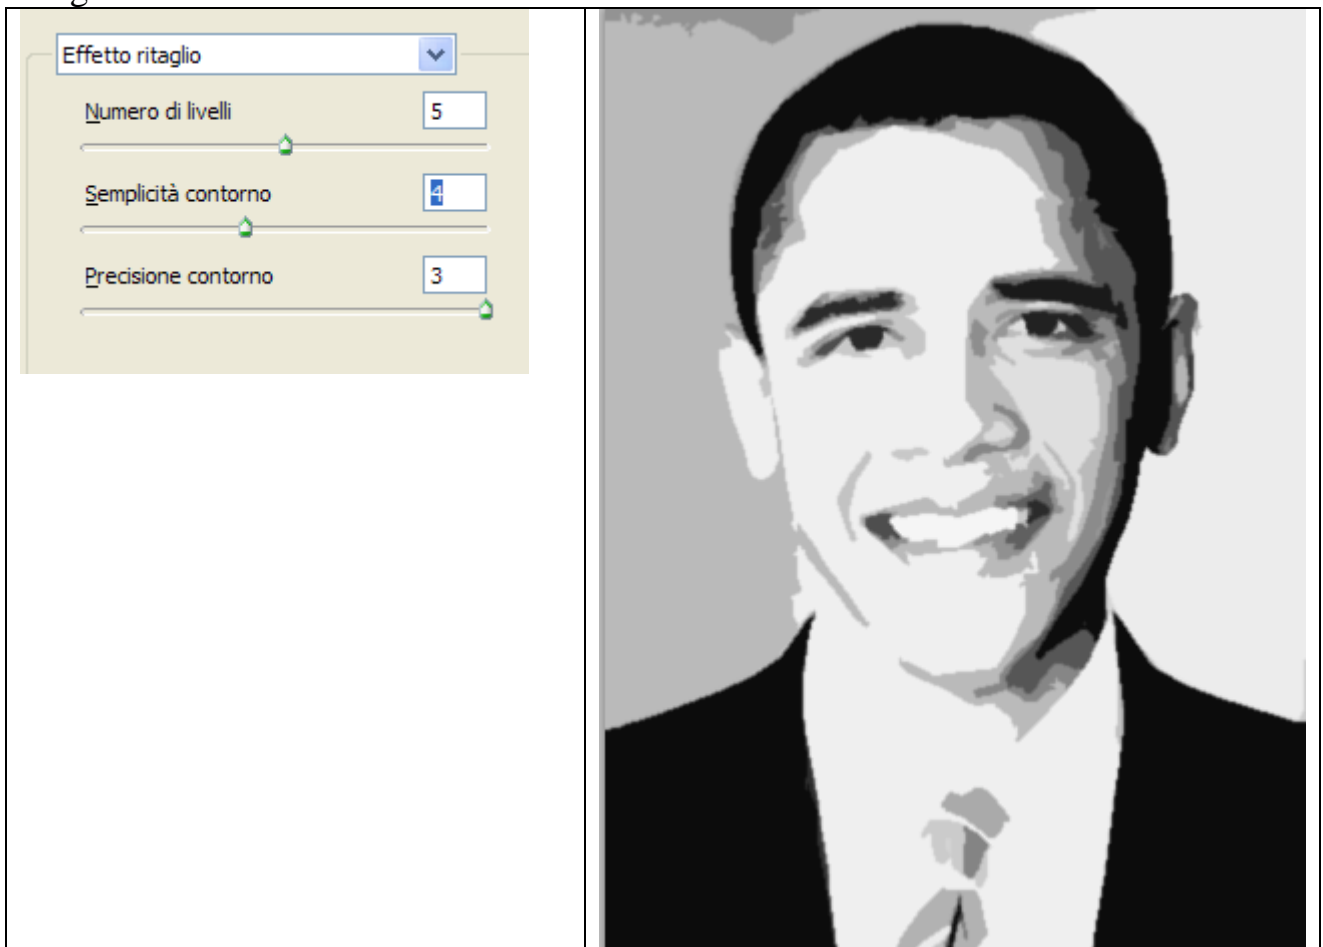 Effetto ritaglio
Numero di livelli 5
Semplicità contorno 4
Precisione contorno 3